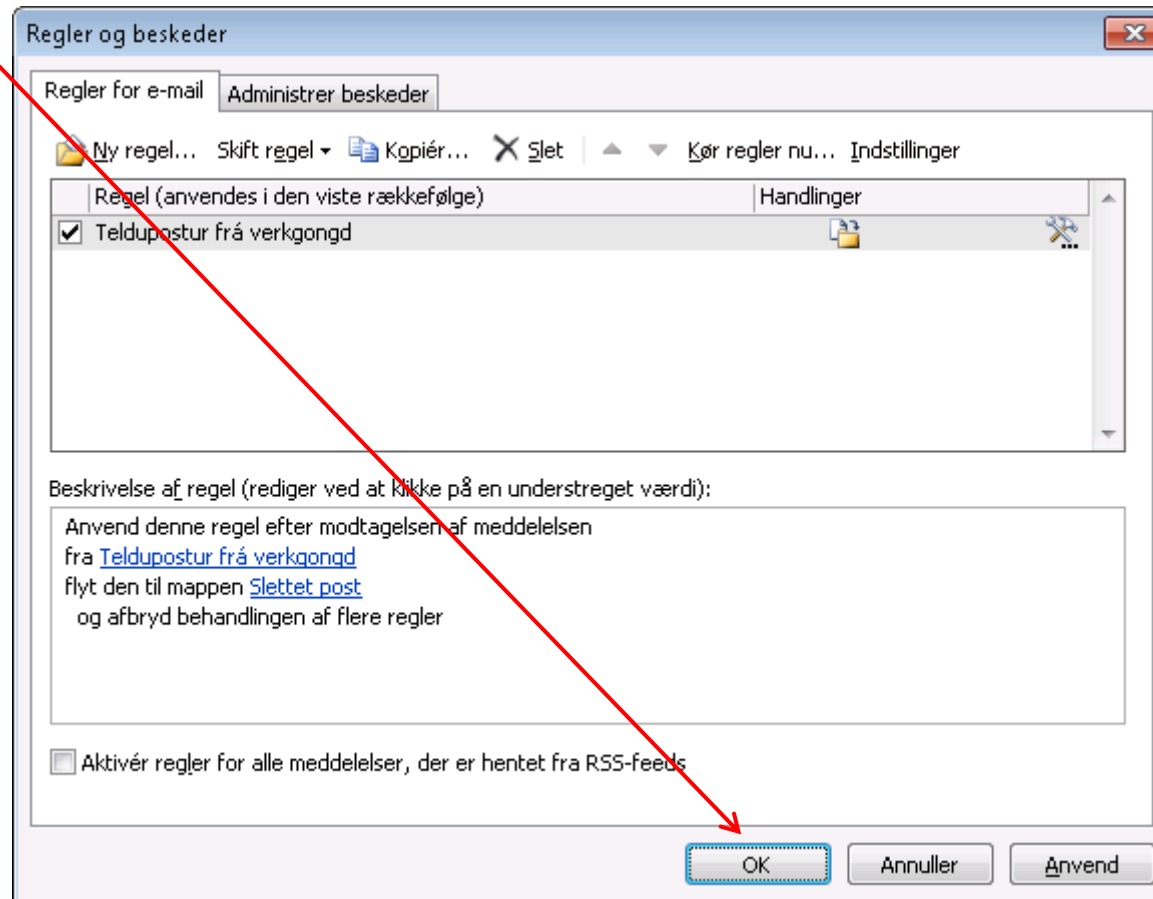 Regler og beskeder
Regler for e-mail Administrer beskeder
Ny regel... Skift regel Kopiér... Slet Kør regler nu... Indstillinger
Regel (anvendes i den viste rækkefølge) Handlinger
Teldupostur frá verkgongd
Beskrivelse af regel (rediger ved at klikke på en understreget værdi):
Anvend denne regel efter modtagelsen af meddelelsen
fra Teldupostur frá verkgongd
flyt den til mappen Slettet post
og afbryd behandlingen af flere regler
Aktivér regler for alle meddelelser, der er hentet fra RSS-feeds
OK Annuller Anvend